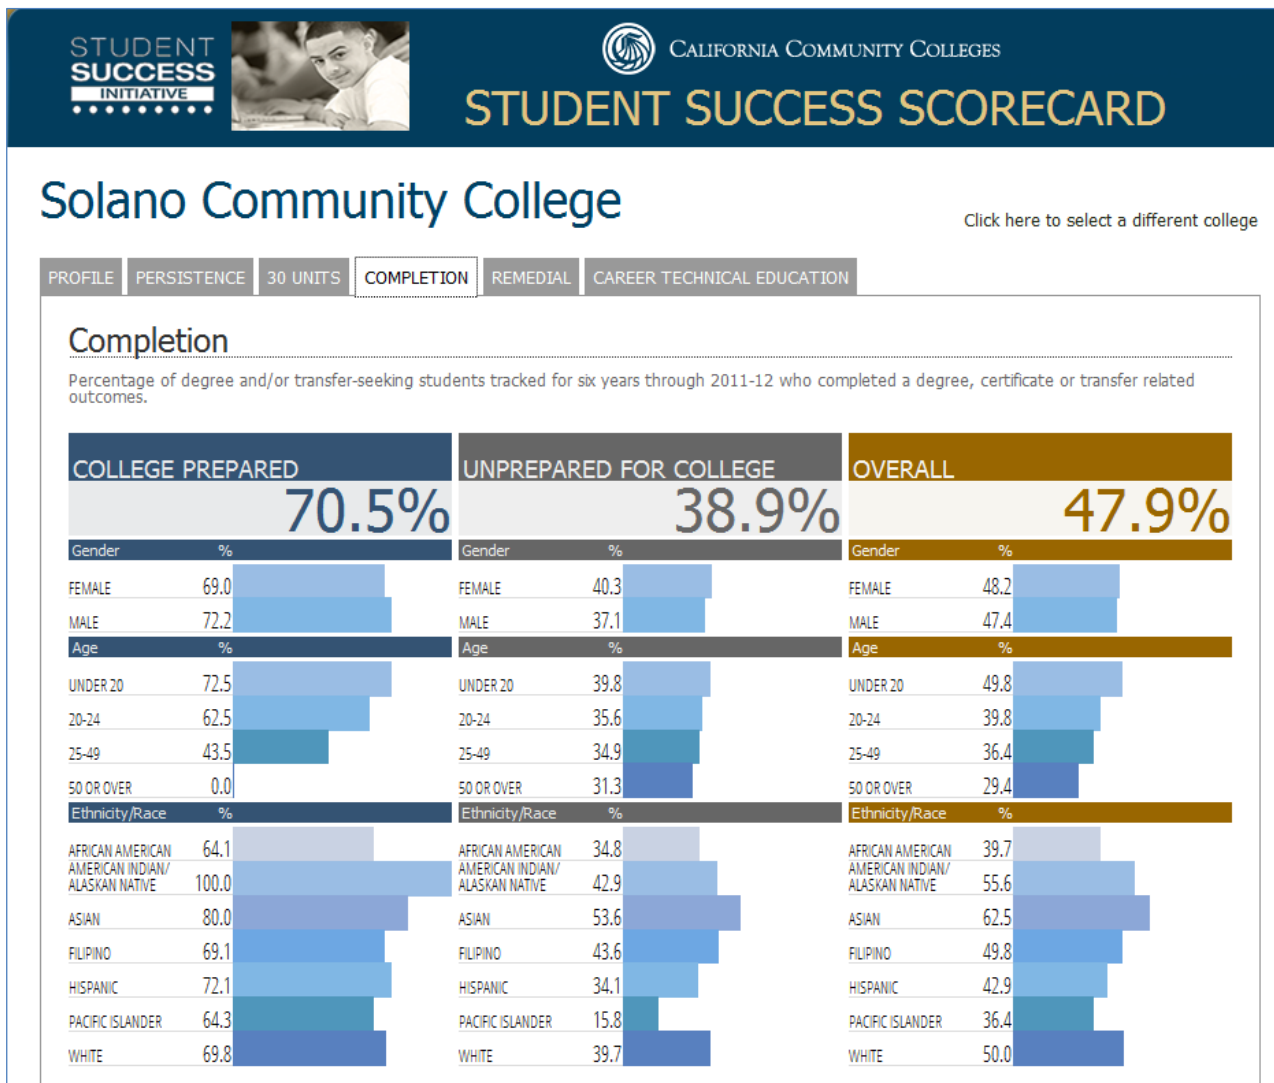 STUDENT
SUCCESS
INITIATIVE
CALIFORNIA COMMUNITY COLLEGES
STUDENT SUCCESS SCORECARD
Solano Community College
Click here to select a different college
PROFILE PERSISTENCE 30 UNITS COMPLETION REMEDIAL CAREER TECHNICAL EDUCATION
Completion
Percentage of degree and/or transfer-seeking students tracked for six years through 2011-12 who completed a degree, certificate or transfer related
outcomes.
COLLEGE PREPARED
70.5%
Gender %
FEMALE 69.0
MALE 72.2
Age %
UNDER 20 72.5
20-24 62.5
25-49 43.5
50 OR OVER 0.0
Ethnicity/Race %
AFRICAN AMERICAN 64.1
AMERICAN INDIAN/
ALASKAN NATIVE 100.0
ASIAN 80.0
FILIPINO 69.1
HISPANIC 72.1
PACIFIC ISLANDER 64.3
WHITE 69.8
UNPREPARED FOR COLLEGE
38.9%
Gender %
FEMALE 40.3
MALE 37.1
Age %
UNDER 20 39.8
20-24 35.6
25-49 34.9
50 OR OVER 31.3
Ethnicity/Race %
AFRICAN AMERICAN 34.8
AMERICAN INDIAN/
ALASKAN NATIVE 42.9
ASIAN 53.6
FILIPINO 43.6
HISPANIC 34.1
PACIFIC ISLANDER 15.8
WHITE 39.7
OVERALL
47.9%
Gender %
FEMALE 48.2
MALE 47.4
Age %
UNDER 20 49.8
20-24 39.8
25-49 36.4
50 OR OVER 29.4
Ethnicity/Race %
AFRICAN AMERICAN 39.7
AMERICAN INDIAN/
ALASKAN NATIVE 55.6
ASIAN 62.5
FILIPINO 49.8
HISPANIC 42.9
PACIFIC ISLANDER 36.4
WHITE 50.0